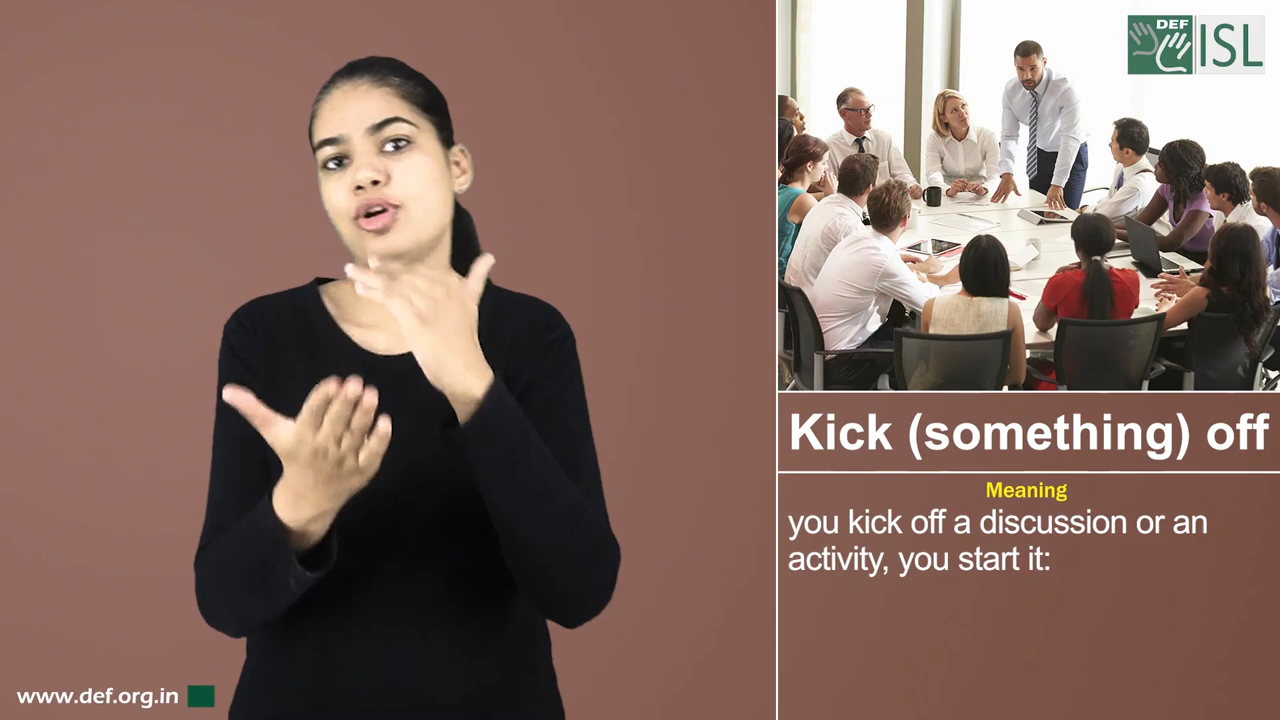 DEF
ISL
Kick (something) off
Meaning
you kick off a discussion or an
activity, you start it:
www.def.org.in